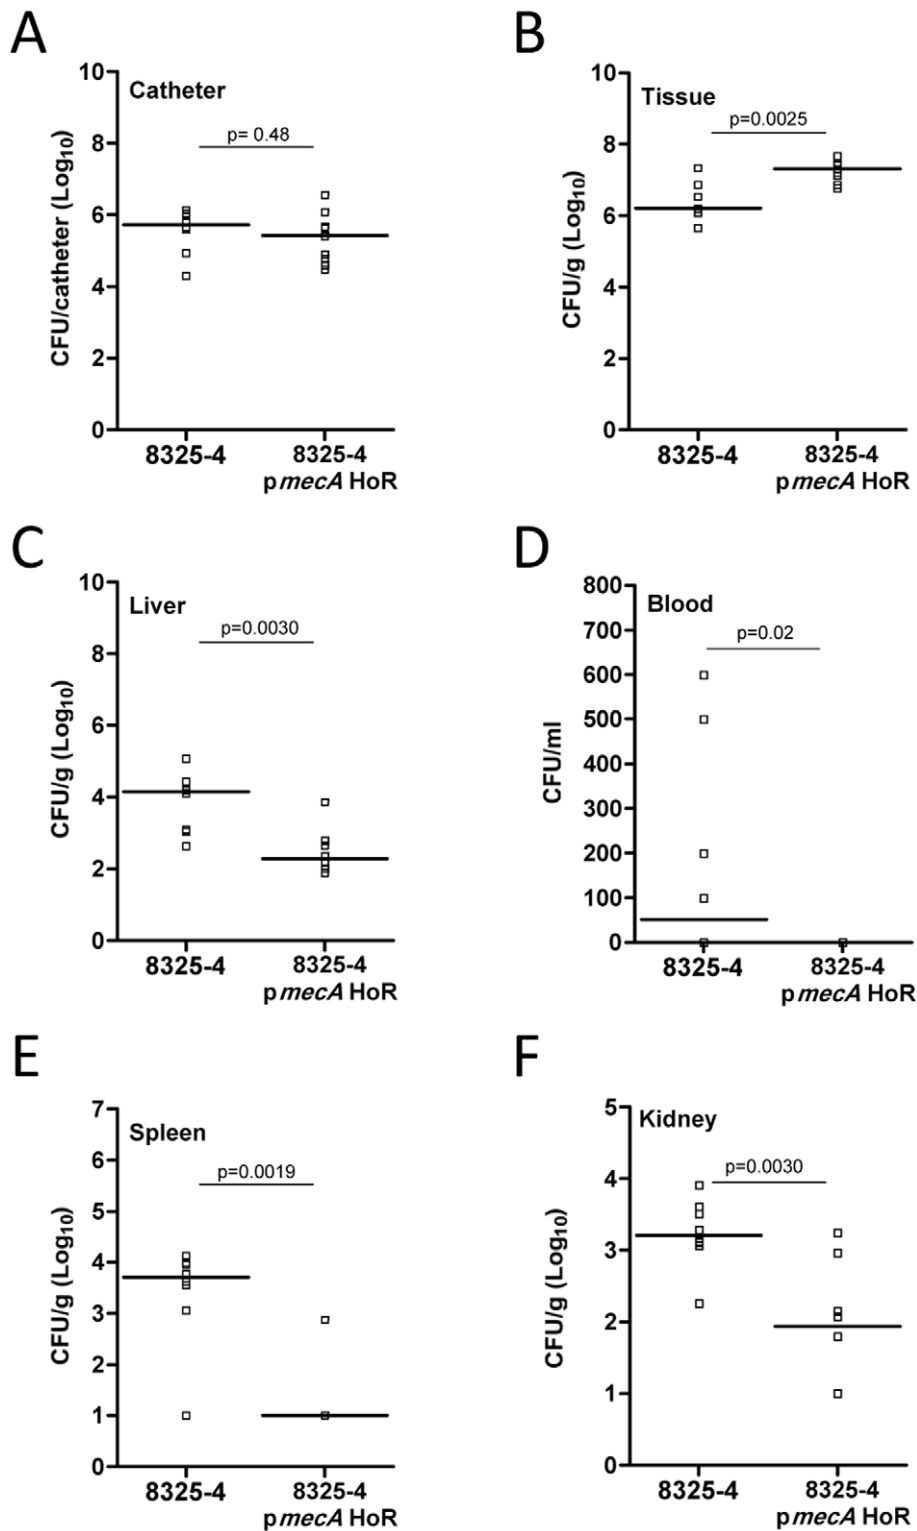 A
Catheter
p= 0.48
CFU/catheter (Log10)
10
8
6
4
2
0
8325-4
8325-4
pmecA HoR
B
Tissue
p=0.0025
CFU/g (Log10)
10
8
6
4
2
0
8325-4
8325-4
pmecA HoR
C
Liver
p=0.0030
CFU/g (Log10)
10
8
6
4
2
0
8325-4
8325-4
pmecA HoR
D
Blood
p=0.02
CFU/ml
800
700
600
500
400
300
200
100
0
8325-4
8325-4
pmecA HoR
E
Spleen
p=0.0019
CFU/g (Log10)
7
6
5
4
3
2
1
0
8325-4
8325-4
pmecA HoR
F
Kidney
p=0.0030
CFU/g (Log10)
5
4
3
2
1
0
8325-4
8325-4
pmecA HoR